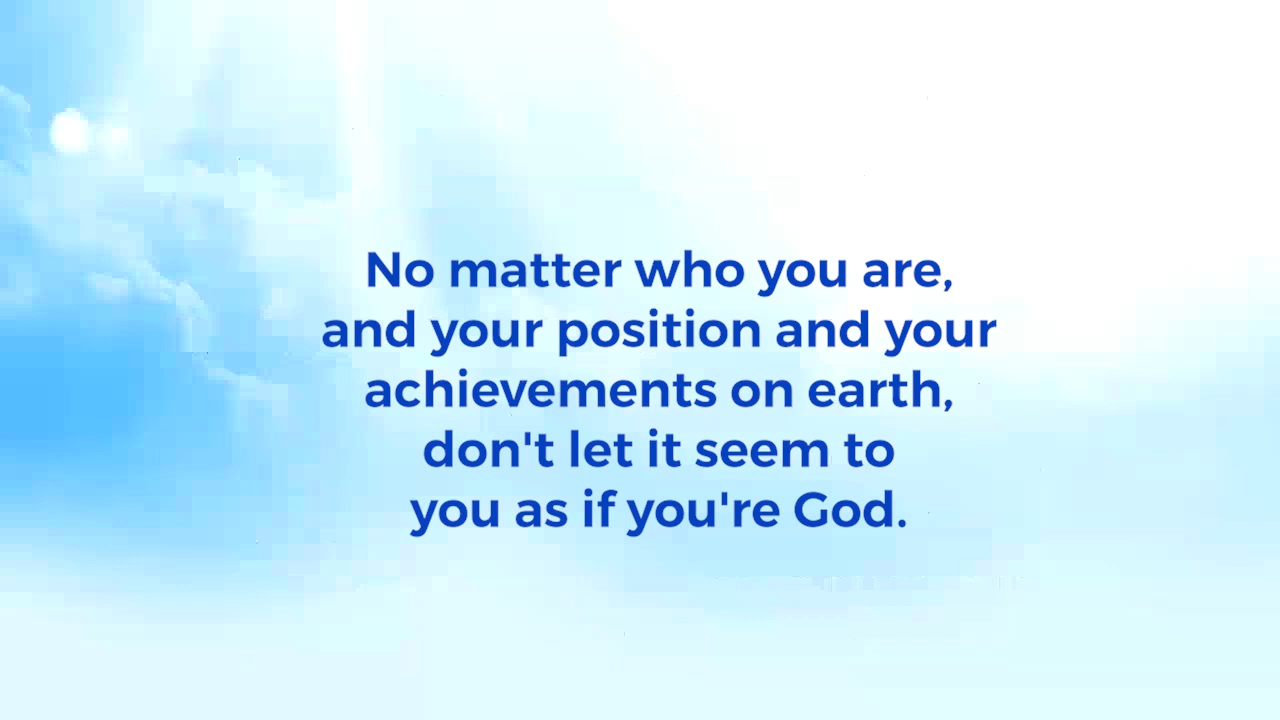 No matter who you are,
and your position and your
achievements on earth,
don't let it seem to
you as if you're God.